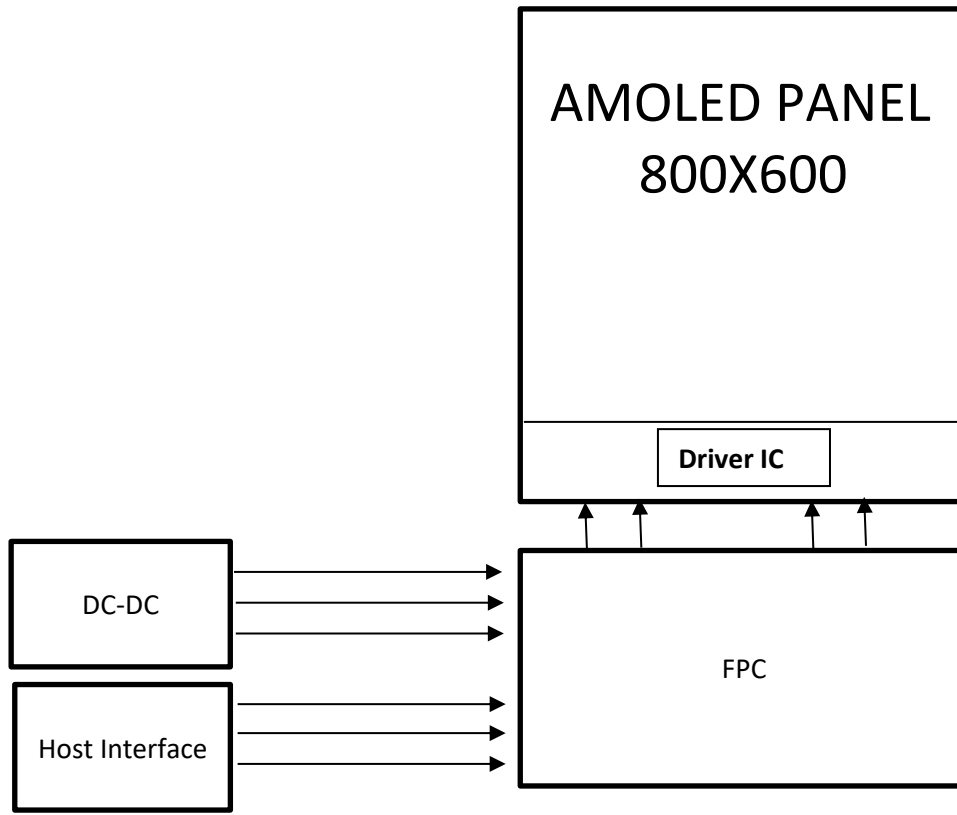 AMOLED PANEL
800X600
Driver IC
DC-DC
FPC
Host Interface